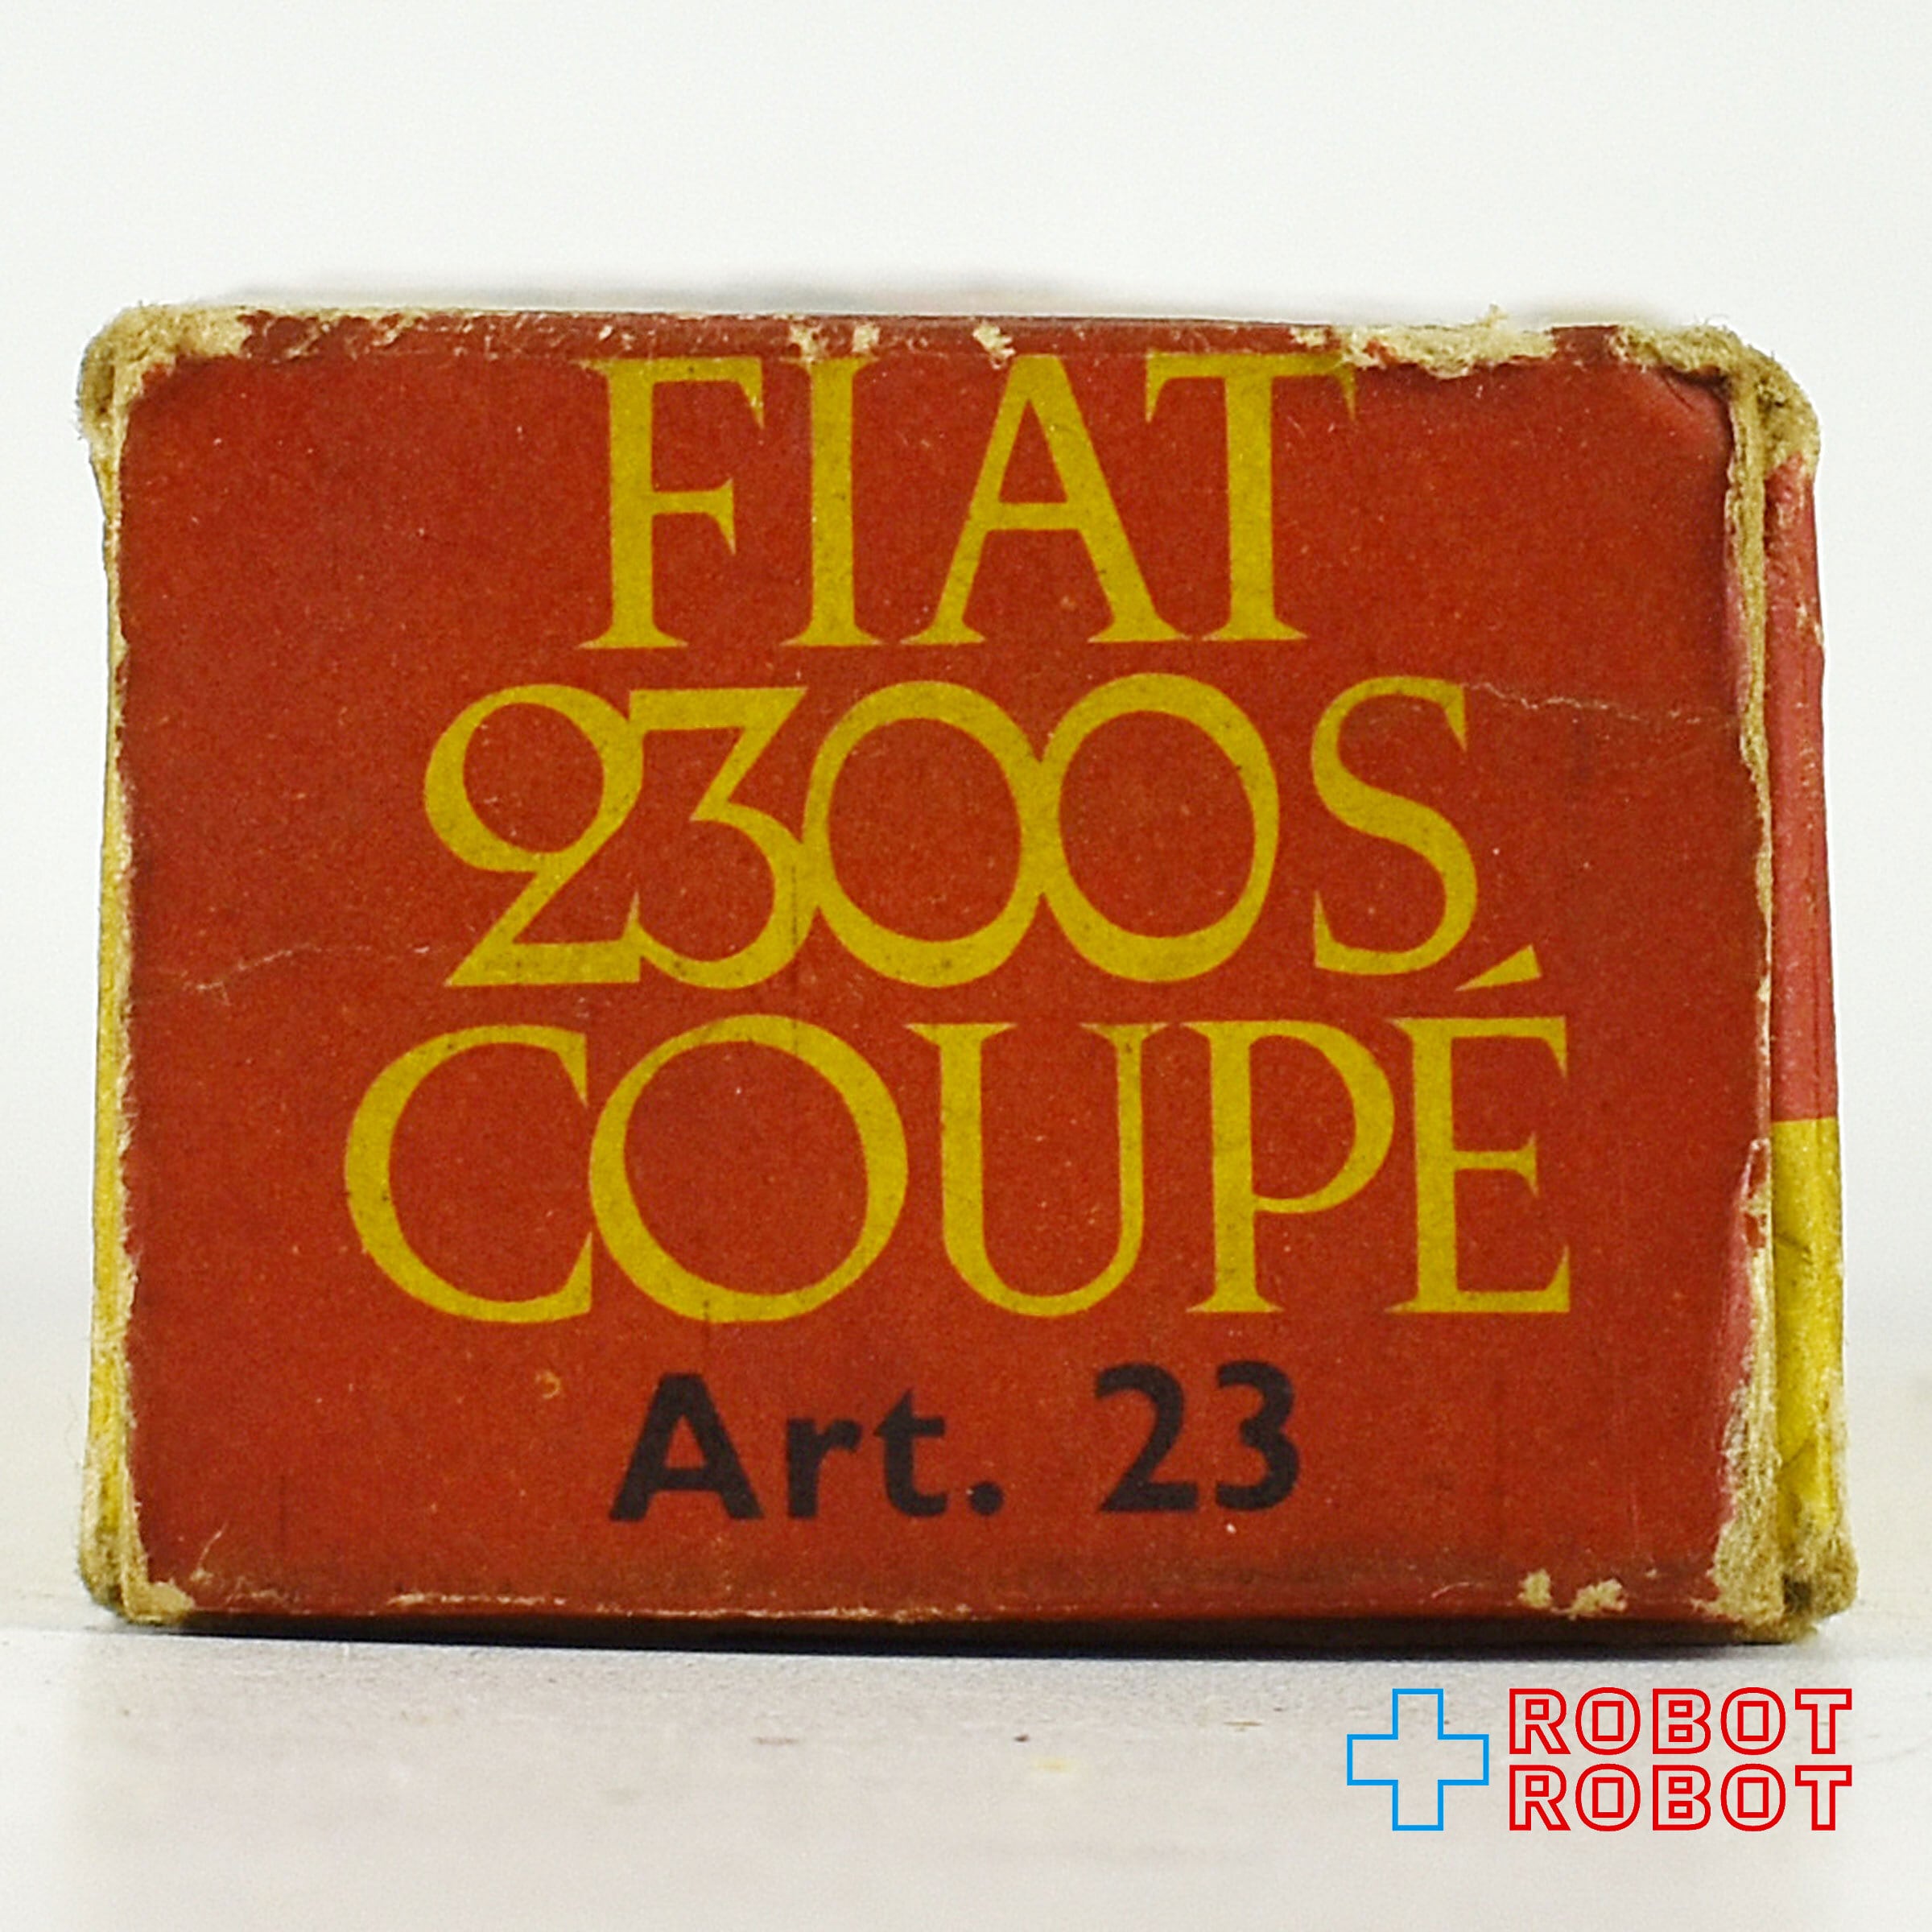 FIAT
2300S
COUPÉ
Art. 23
ROBOT
ROBOT